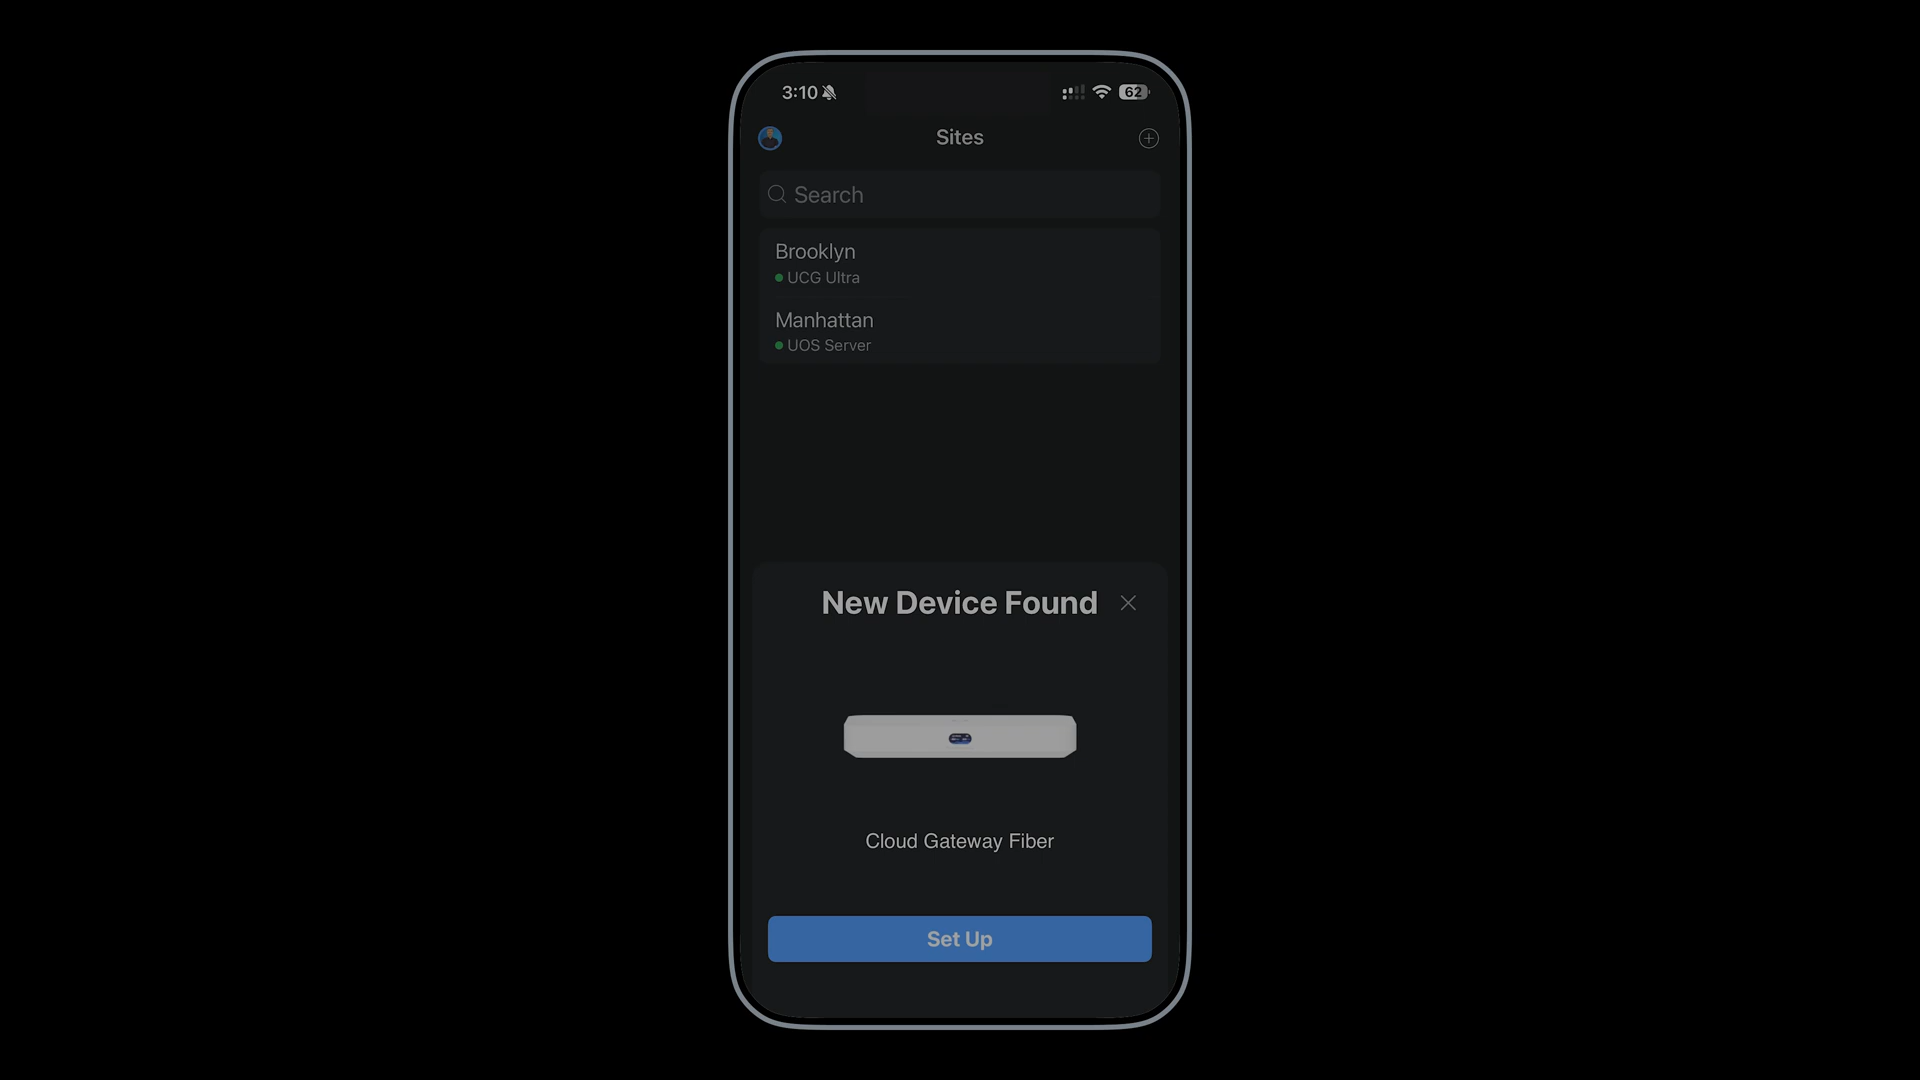 3:10
62
Sites
Search
Brooklyn
UCG Ultra
Manhattan
UOS Server
New Device Found
Cloud Gateway Fiber
Set Up